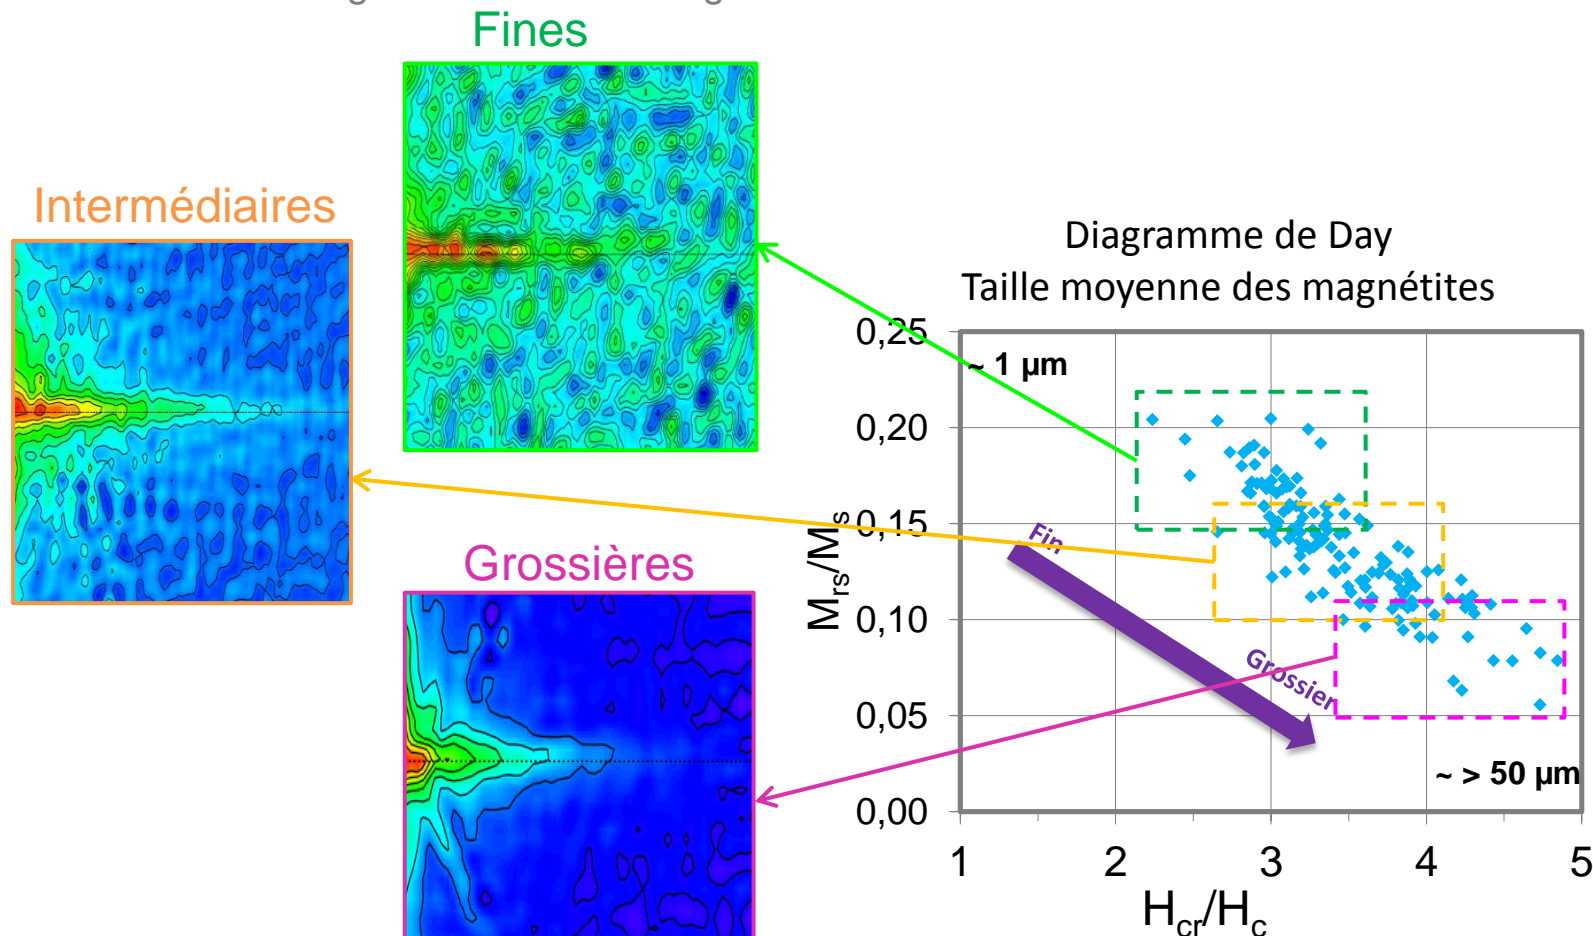 Fines
Intermédiaires
Grossières
Diagramme de Day
Taille moyenne des magnétites
0,25
0,20
0,15
0,10
0,05
0,00
~ 1 µm
Fin
Grossier
~ > 50 µm
Mrs/Ms
1 2 3 4 5
Hcr/Hc